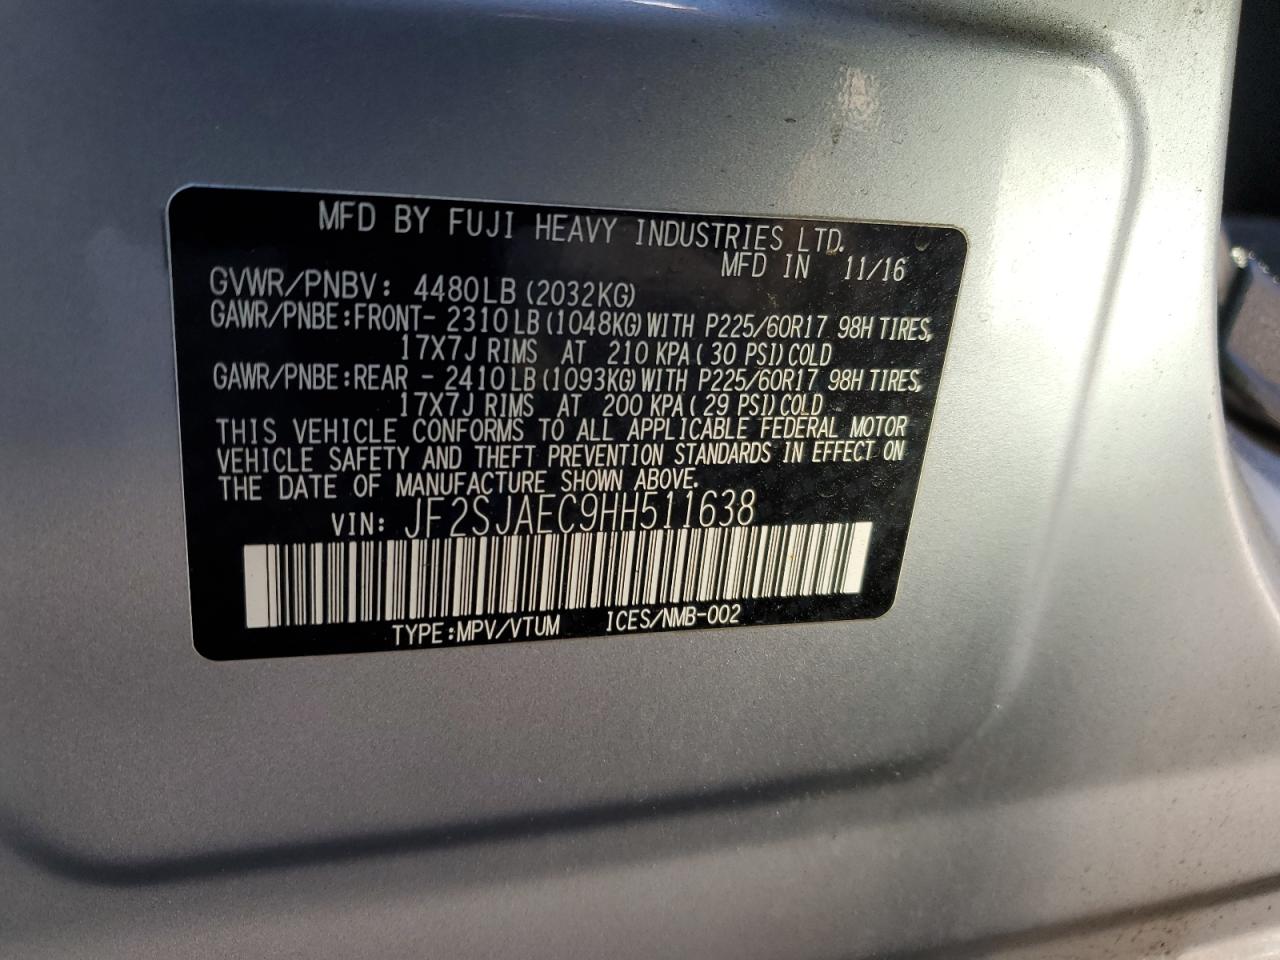 MFD BY FUJI HEAVY INDUSTRIES LTD.
MFD IN 11/16
GVWR/PNBV: 4480LB (2032KG)
GAWR/PNBE:FRONT- 2310LB (1048KG) WITH P225/60R17 98H TIRES,
17X7J RIMS AT 210 KPA ( 30 PSI) COLD
GAWR/PNBE:REAR - 2410LB (1093KG) WITH P225/60R17 98H TIRES,
17X7J RIMS AT 200 KPA ( 29 PSI) COLD
THIS VEHICLE CONFORMS TO ALL APPLICABLE FEDERAL MOTOR
VEHICLE SAFETY AND THEFT PREVENTION STANDARDS IN EFFECT ON
THE DATE OF MANUFACTURE SHOWN ABOVE.
VIN: JF2SJAEC9HH511638
TYPE:MPV/VTUM ICES/NMB-002